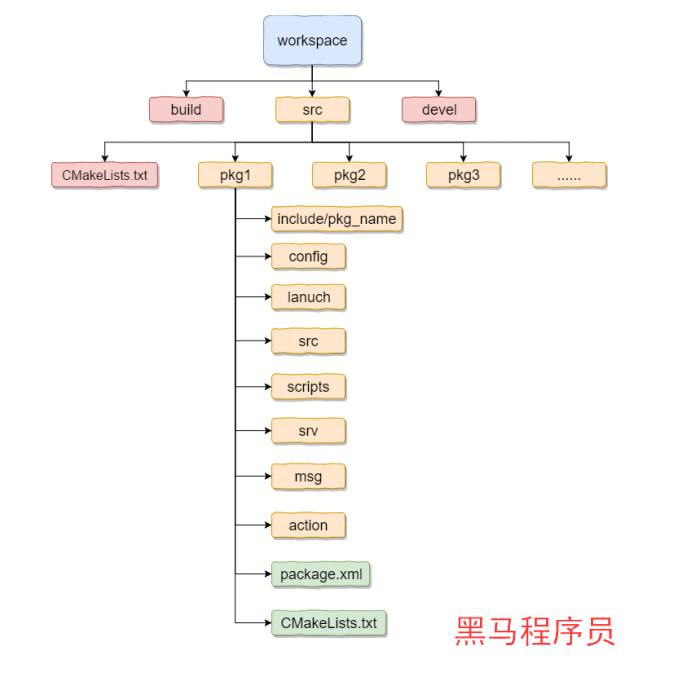 workspace
build
src
devel
CMakeLists.txt
pkg1
pkg2
pkg3
......
include/pkg_name
config
lanuch
src
scripts
srv
msg
action
package.xml
CMakeLists.txt
黑马程序员